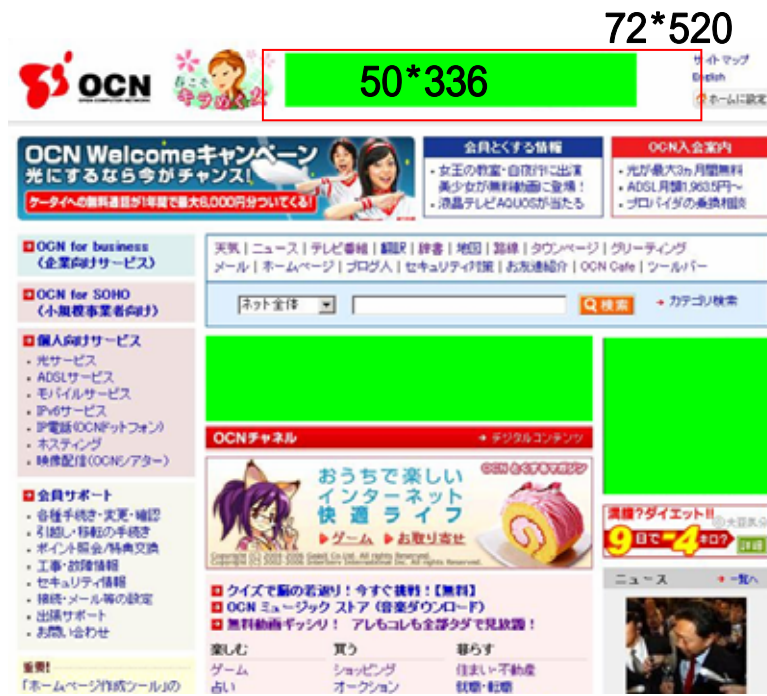 72*520
50*336
OCN
OPEN COMPUTER NETWORK
春こそ
キラめくた
サイトマップ
English
ホームに設定
OCN Welcomeキャンペーン
光にするなら今がチャンス!
ケータイへの無料通話が1年間で最大6,000円分ついてくる!
会員とくする情報
・女王の教室・白夜行に出演
美少女が無料動画に登場!
・液晶テレビAQUOSが当たる
OCN入会案内
・光が最大3ヵ月間無料
・ADSL月額1,963.5円～
・プロバイダの乗換相談
OCN for business
(企業向けサービス)
OCN for SOHO
(小規模事業者向け)
個人向けサービス
・光サービス
・ADSLサービス
・モバイルサービス
・IPv6サービス
・IP電話(OCNドットフォン)
・ホスティング
・映像配信(OCNシアター)
会員サポート
・各種手続き・変更・確認
・引越し・移転の手続き
・ポイント照会/特典交換
・工事・故障情報
・セキュリティ情報
・接続・メール等の設定
・出張サポート
・お問い合わせ
重要!
「ホームページ作成ツール」の
天気 | ニュース | テレビ番組 | 翻訳 | 辞書 | 地図 | 路線 | タウンページ | グリーティング
メール | ホームページ | ブログ人 | セキュリティ対策 | お友達紹介 | OCN Cafe | ツールバー
ネット全体
検索
カテゴリ検索
OCNチャネル
デジタルコンテンツ
OCNとくするマガジン
おうちで楽しい
インターネット
快適ライフ
ゲーム
お取り寄せ
クイズで脳の若返り!今すぐ挑戦!【無料】
OCN ミュージック ストア (音楽ダウンロード)
無料動画ギッシリ! アレもコレも全部タダで見放題!
楽しむ
買う
暮らす
ゲーム
ショッピング
住まい・不動産
占い
オークション
就職・転職
満腹?ダイエット!!
9日で-4キロ?
詳細
ニュース
一覧へ